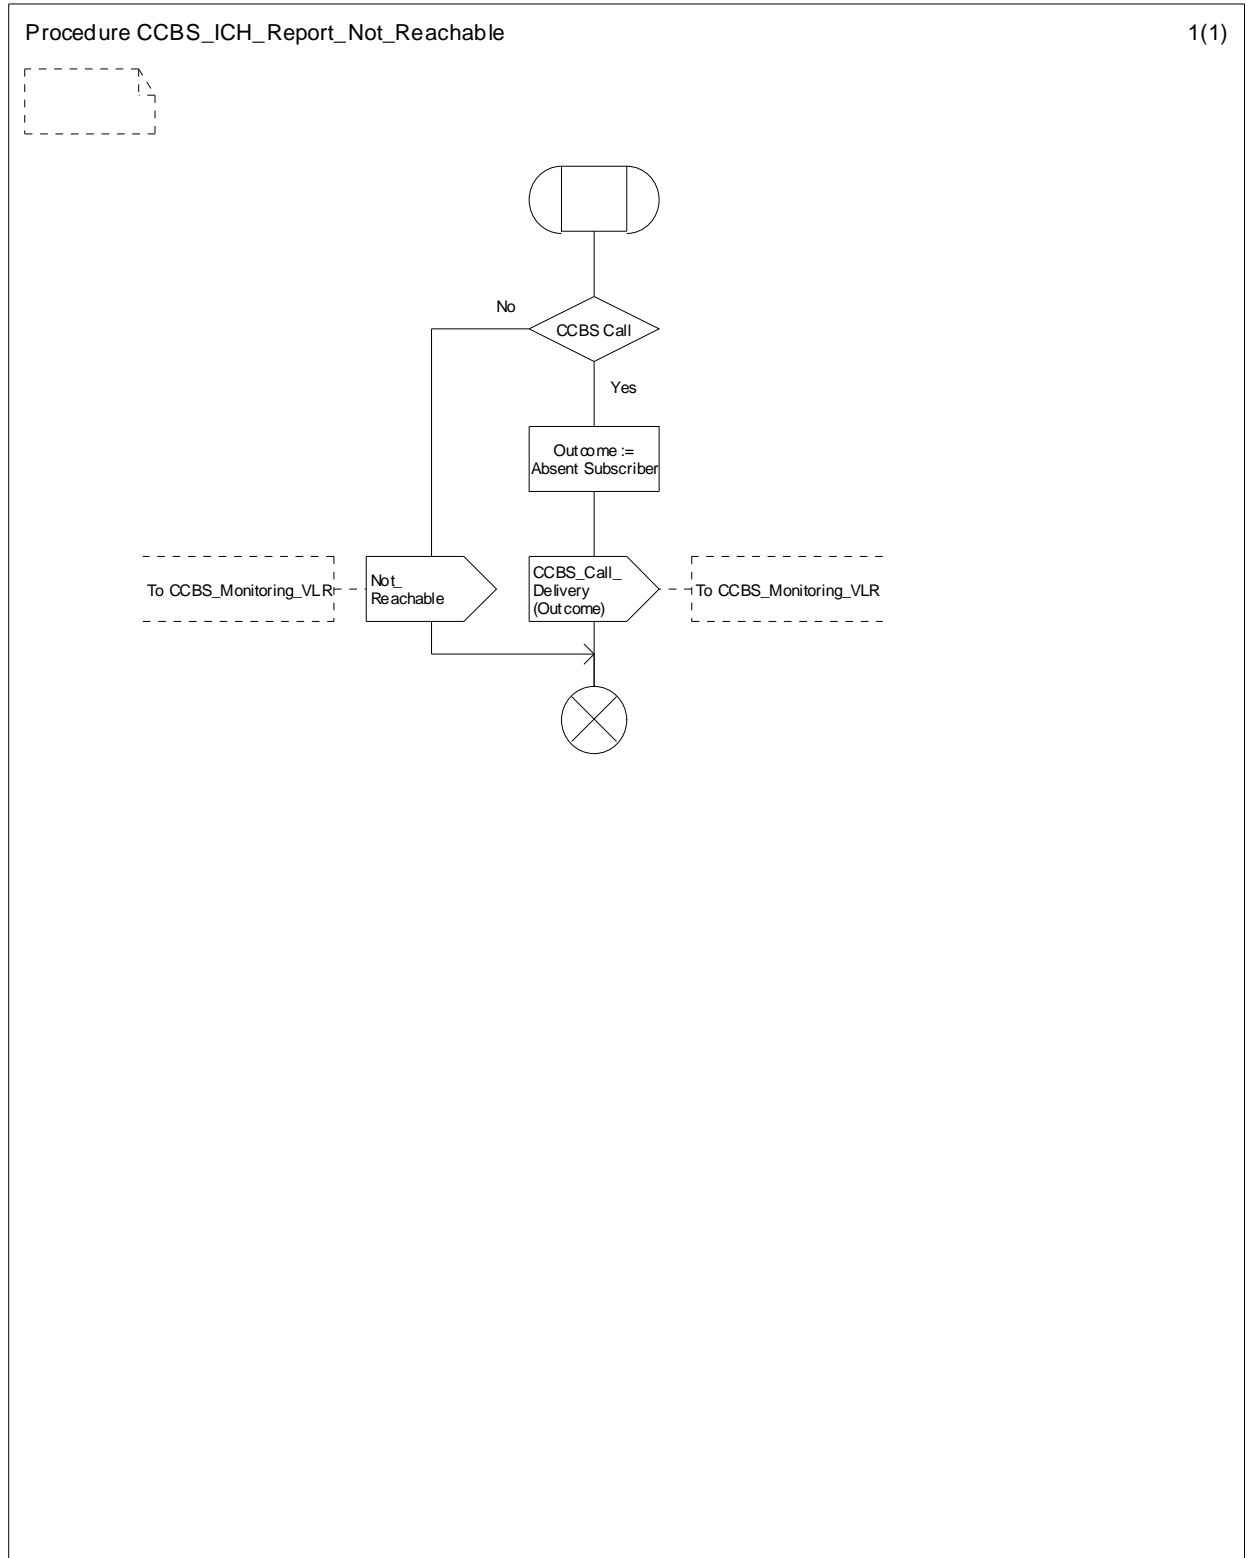 Procedure CCBS_ICH_Report_Not_Reachable
1(1)
No
CCBS Call
Yes
Outcome :=
Absent Subscriber
To CCBS_Monitoring_VLR
Not_
Reachable
CCBS_Call_
Delivery
(Outcome)
To CCBS_Monitoring_VLR